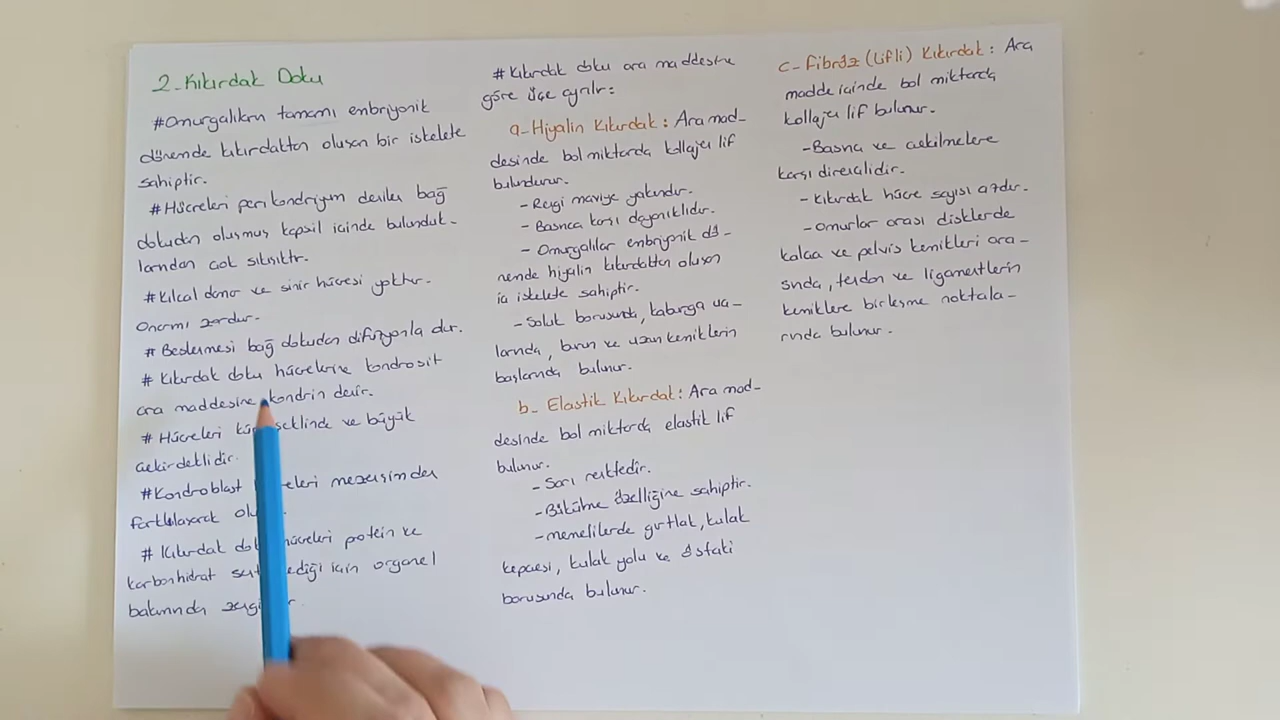 2-Kıkırdak Doku
#Omurgalıların tamamı embriyonik
dönemde kıkırdaktan oluşan bir iskelete
sahiptir.
#Hücreleri perikondriyum denilen bağ
dokudan oluşmuş kapsül içinde bulunduk-
larından çok sıkışıktır.
#Kılcal damar ve sinir hücresi yoktur.
Onarımı zordur.
# Beslenmesi bağ dokudan difüzyonla dır.
# Kıkırdak doku hücrelerine kondrosit
ara maddesine kondrin denir.
# Hücreleri şeklinde ve büyük
çekirdeklidir.
#Kondroblast mezenşimden
farklılaşarak
# Kıkırdak hücreleri protein ve
karbonhidrat için organel
bakımında
# Kıkırdak doku ara maddesine
göre üçe ayrılır:
a-Hiyalin Kıkırdak: Ara mad-
desinde bol miktarda kollajen lif
bulundurur.
- Rengi maviye yakındır.
- Basınca karşı dayanıklıdır.
- Omurgalılar embriyonik dö-
nemde hiyalin kıkırdaktan oluşan
iç iskelete sahiptir.
- Soluk borusunda, kaburga uç-
larında, burun ve uzun kemiklerin
başlarında bulunur.
b- Elastik Kıkırdak: Ara mad-
desinde bol miktarda elastik lif
bulunur.
- Sarı renktedir.
- Bükülme özelliğine sahiptir.
- memelilerde gırtlak, kulak
kepçesi, kulak yolu ve östaki
borusunda bulunur.
c- Fibröz (Lifli) Kıkırdak: Ara
madde içinde bol miktarda
kollajen lif bulunur.
- Basınç ve çekilmelere
karşı dirençlidir.
- Kıkırdak hücre sayısı azdır.
- Omurlar arası disklerde
kalça ve pelvis kemikleri ara-
sında, tendon ve ligamentlerin
kemiklere birleşme noktala-
rında bulunur.